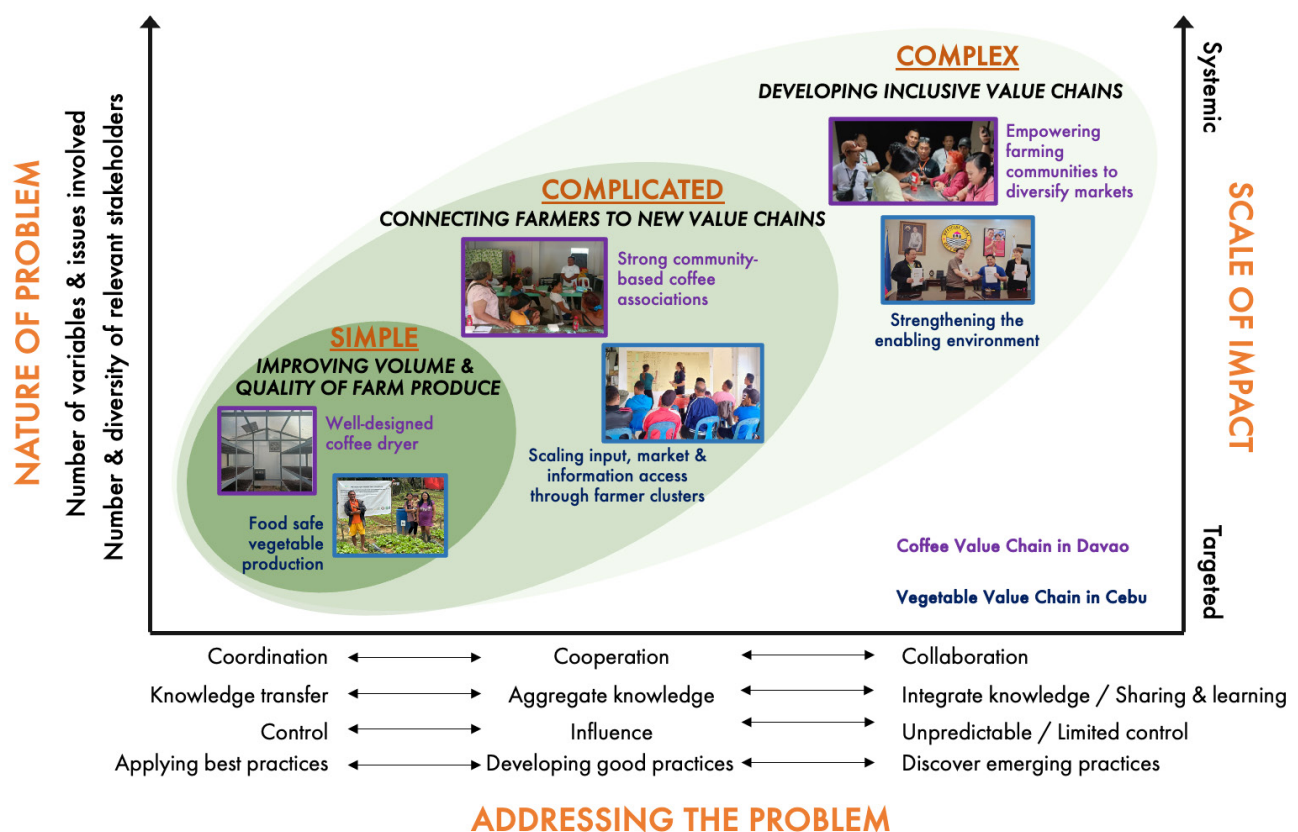 COMPLEX
DEVELOPING INCLUSIVE VALUE CHAINS
Empowering
farming
communities to
diversify markets
Strengthening the
enabling environment
COMPLICATED
CONNECTING FARMERS TO NEW VALUE CHAINS
Strong community-
based coffee
associations
Scaling input, market &
information access
through farmer clusters
SIMPLE
IMPROVING VOLUME &
QUALITY OF FARM PRODUCE
Well-designed
coffee dryer
Food safe
vegetable
production
Coffee Value Chain in Davao
Vegetable Value Chain in Cebu
NATURE OF PROBLEM
Number of variables & issues involved
Number & diversity of relevant stakeholders
Systemic
Targeted
SCALE OF IMPACT
Coordination Cooperation Collaboration
Knowledge transfer Aggregate knowledge Integrate knowledge / Sharing & learning
Control Influence Unpredictable / Limited control
Applying best practices Developing good practices Discover emerging practices
ADDRESSING THE PROBLEM